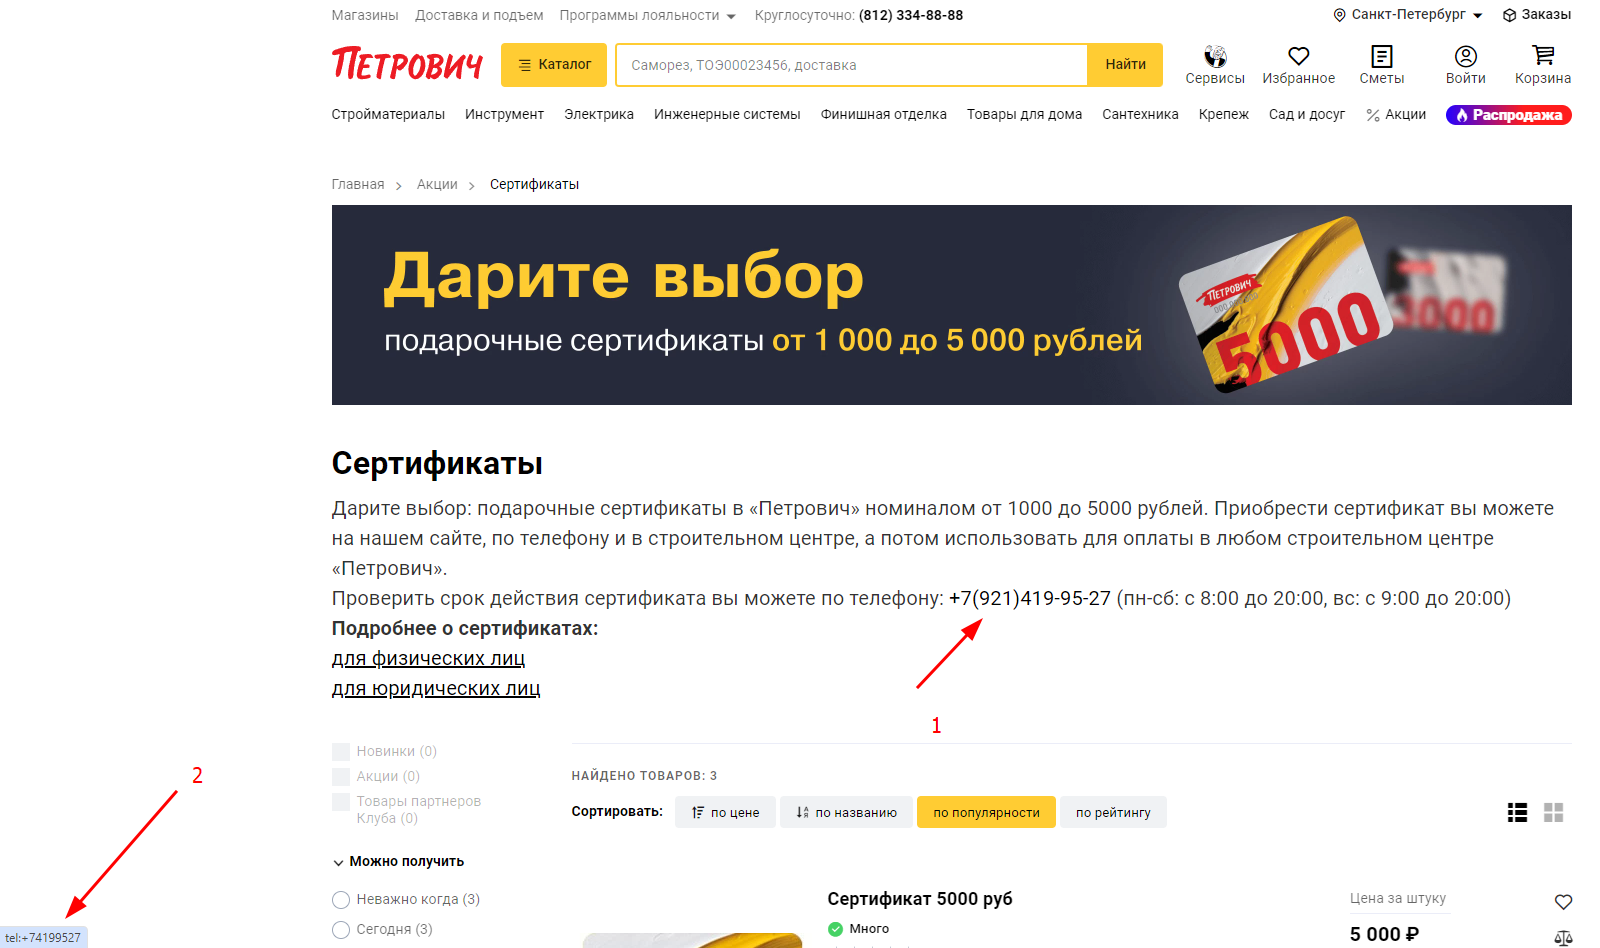 Магазины Доставка и подъем Программы лояльности Круглосуточно: (812) 334-88-88 Санкт-Петербург Заказы
ПЕТРОВИЧ Каталог Саморез, ТОЭ00023456, доставка Найти Сервисы Избранное Сметы Войти Корзина
Стройматериалы Инструмент Электрика Инженерные системы Финишная отделка Товары для дома Сантехника Крепеж Сад и досуг Акции Распродажа
Главная Акции Сертификаты
Дарите выбор
подарочные сертификаты от 1 000 до 5 000 рублей
ПЕТРОВИЧ
5000
3000
Сертификаты
Дарите выбор: подарочные сертификаты в «Петрович» номиналом от 1000 до 5000 рублей. Приобрести сертификат вы можете
на нашем сайте, по телефону и в строительном центре, а потом использовать для оплаты в любом строительном центре
«Петрович».
Проверить срок действия сертификата вы можете по телефону: +7(921)419-95-27 (пн-сб: с 8:00 до 20:00, вс: с 9:00 до 20:00)
Подробнее о сертификатах:
для физических лиц
для юридических лиц
1
2
Новинки (0)
Акции (0)
Товары партнеров
Клуба (0)
НАЙДЕНО ТОВАРОВ: 3
Сортировать: по цене по названию по популярности по рейтингу
Можно получить
Неважно когда (3)
Сегодня (3)
Сертификат 5000 руб
Много
Цена за штуку
5 000 ₽
tel:+74199527